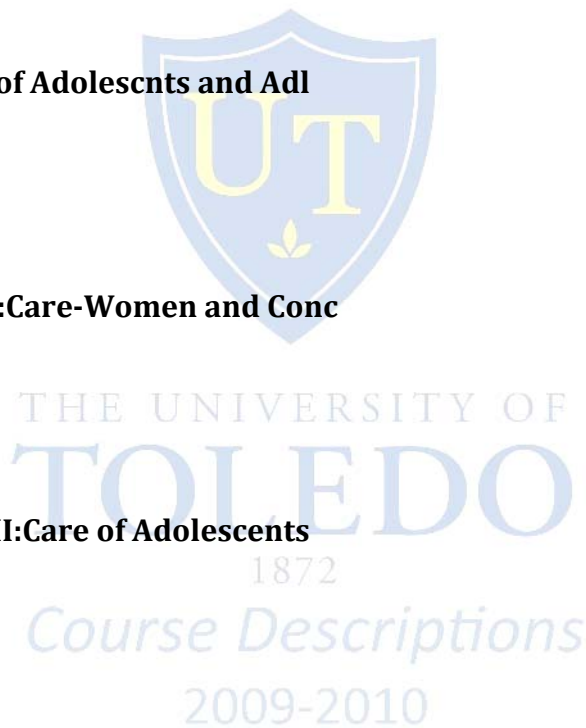 of Adolescnts and Adl
UT
:Care-Women and Conc
THE UNIVERSITY OF
TOLEDO
I:Care of Adolescents
1872
Course Descriptions
2009-2010